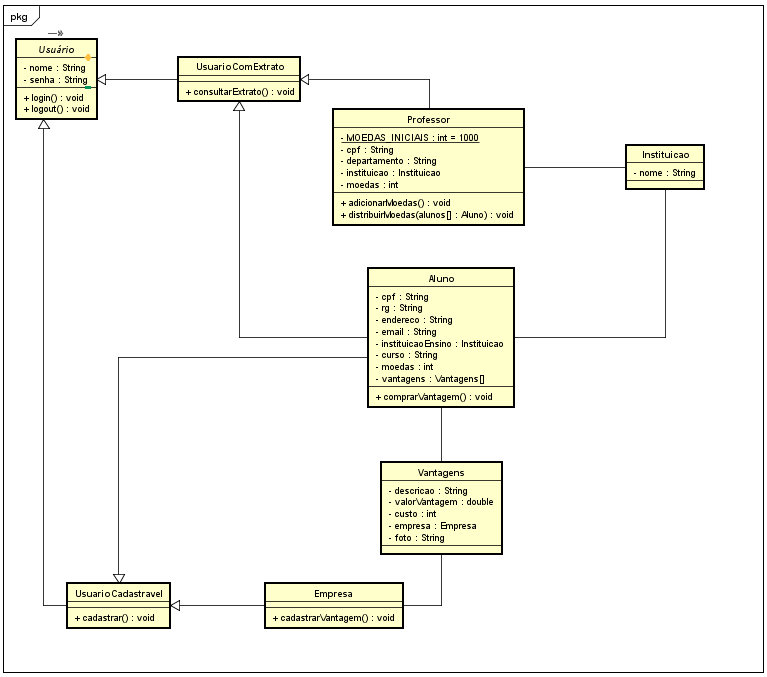 pkg
Usuário
- nome : String
- senha : String
+ login() : void
+ logout() : void
UsuarioComExtrato
+ consultarExtrato() : void
Professor
- MOEDAS_INICIAIS : int = 1000
- cpf : String
- departamento : String
- instituicao : Instituicao
- moedas : int
+ adicionarMoedas() : void
+ distribuirMoedas(alunos[] : Aluno) : void
Instituicao
- nome : String
Aluno
- cpf : String
- rg : String
- endereco : String
- email : String
- instituicaoEnsino : Instituicao
- curso : String
- moedas : int
- vantagens : Vantagens[]
+ comprarVantagem() : void
Vantagens
- descricao : String
- valorVantagem : double
- custo : int
- empresa : Empresa
- foto : String
UsuarioCadastravel
+ cadastrar() : void
Empresa
+ cadastrarVantagem() : void